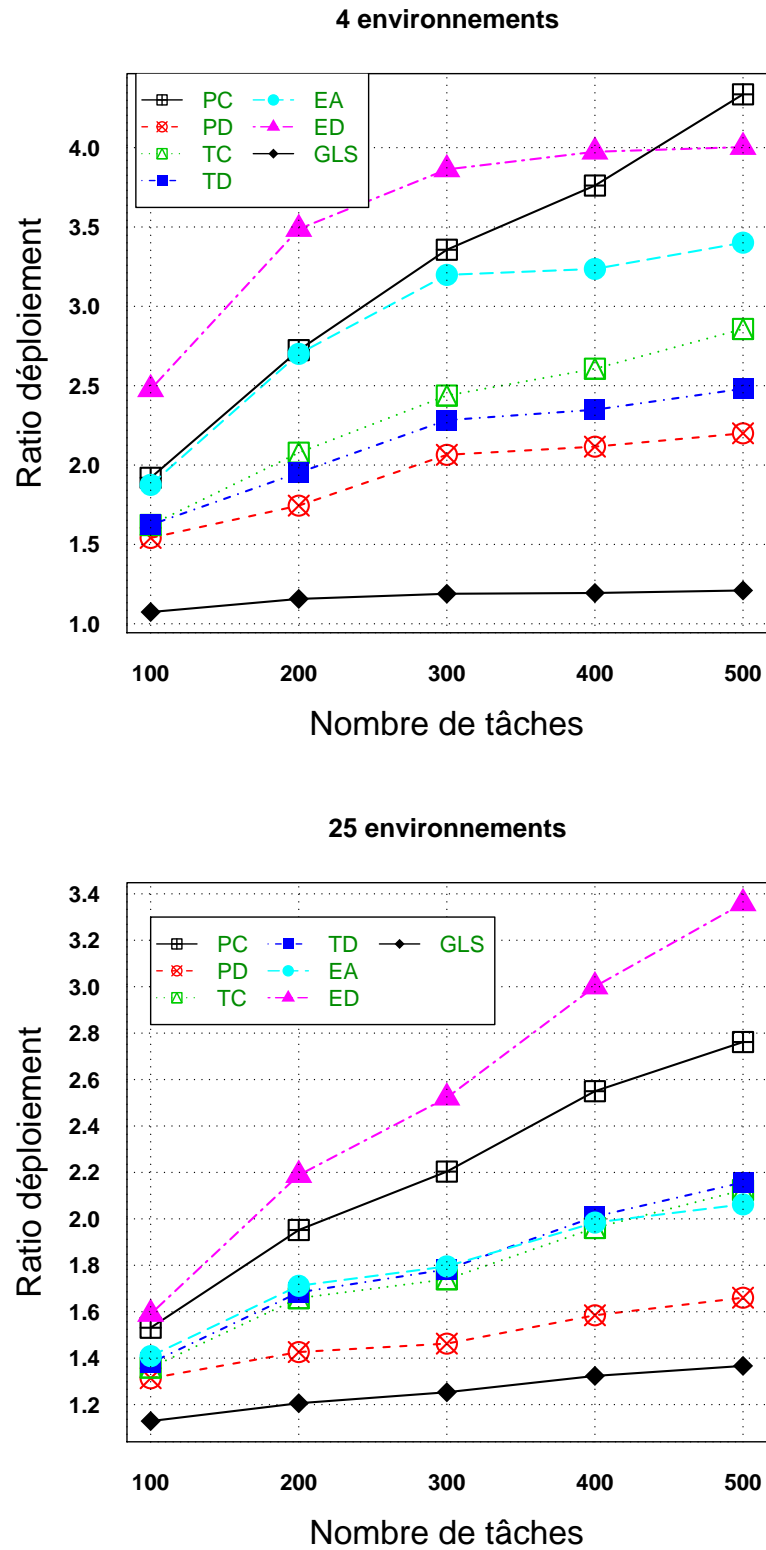 4 environnements
PC
PD
TC
TD
EA
ED
GLS
4.0
3.5
3.0
2.5
2.0
1.5
1.0
Ratio déploiement
100 200 300 400 500
Nombre de tâches
25 environnements
PC
PD
TC
TD
EA
ED
GLS
3.4
3.2
3.0
2.8
2.6
2.4
2.2
2.0
1.8
1.6
1.4
1.2
Ratio déploiement
100 200 300 400 500
Nombre de tâches